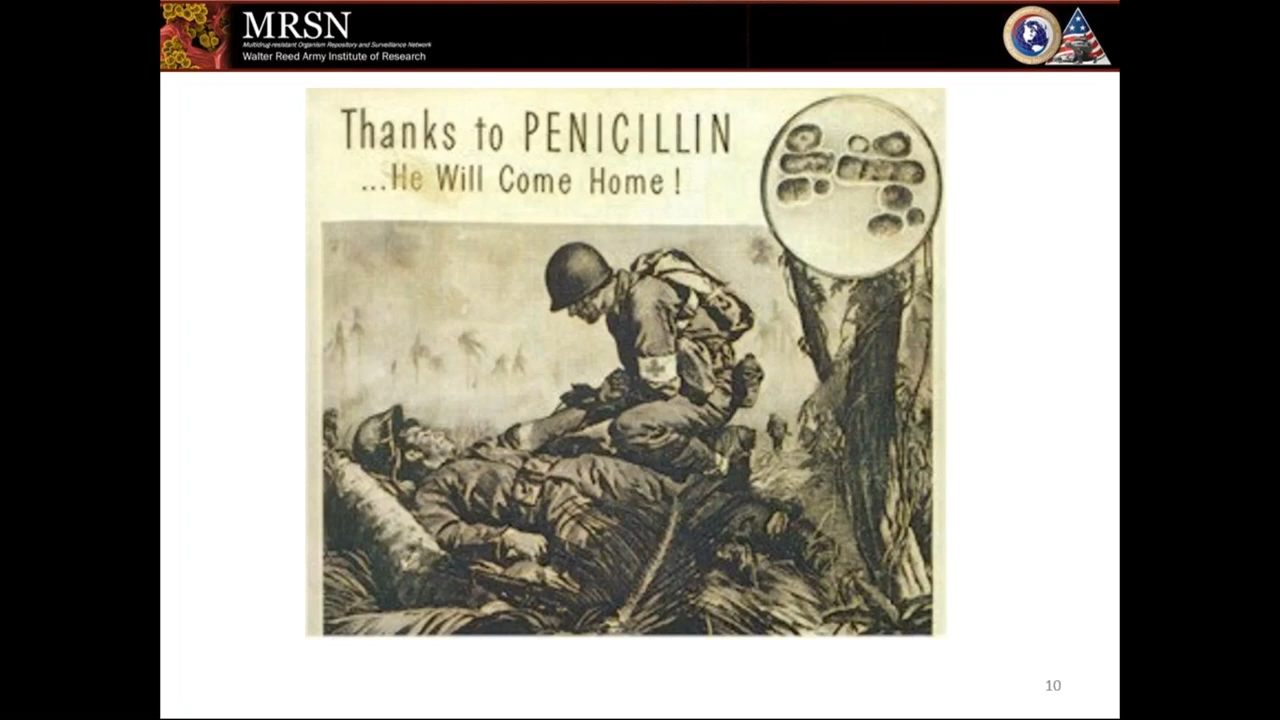 MRSN
Multidrug-resistant Organism Repository and Surveillance Network
Walter Reed Army Institute of Research
Thanks to PENICILLIN
...He Will Come Home!
10